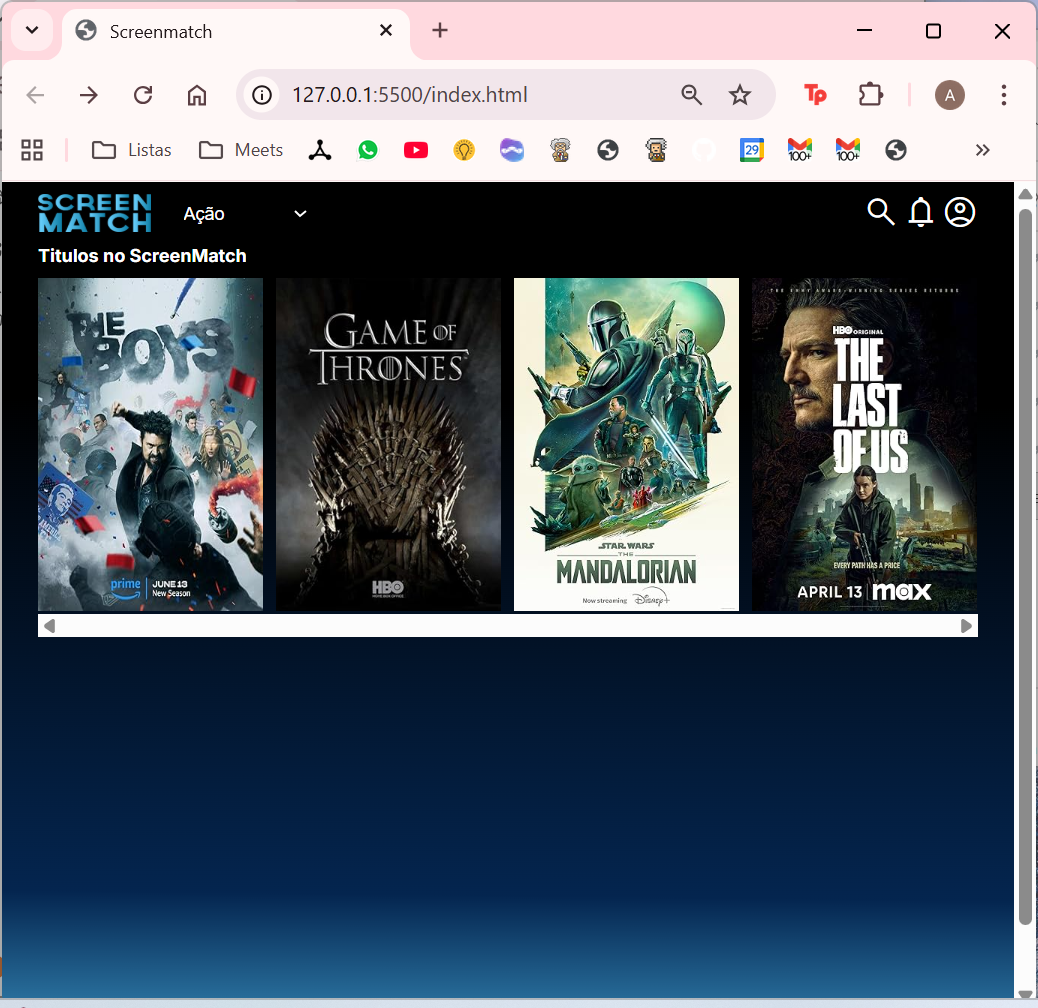 Screenmatch
127.0.0.1:5500/index.html
Tp
A
Listas
Meets
29
100+
100+
SCREEN
MATCH
Ação
Titulos no ScreenMatch
THE
BOYS
prime
JUNE 13
New Season
GAME OF
THRONES
HBO
STAR WARS
THE
MANDALORIAN
Now streaming Disney+
HBO ORIGINAL
THE
LAST
OF US
EVERY PATH HAS A PRICE
APRIL 13 max